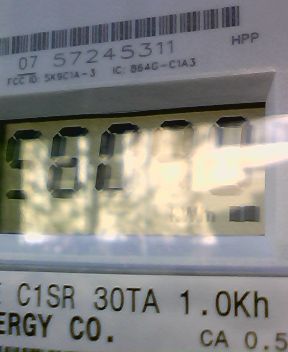 HPP
07 57245311
FCC ID: SK9C1A-3 IC: 864G-C1A3
C1SR 30TA 1.0Kh
ERGY CO.
CA 0.5